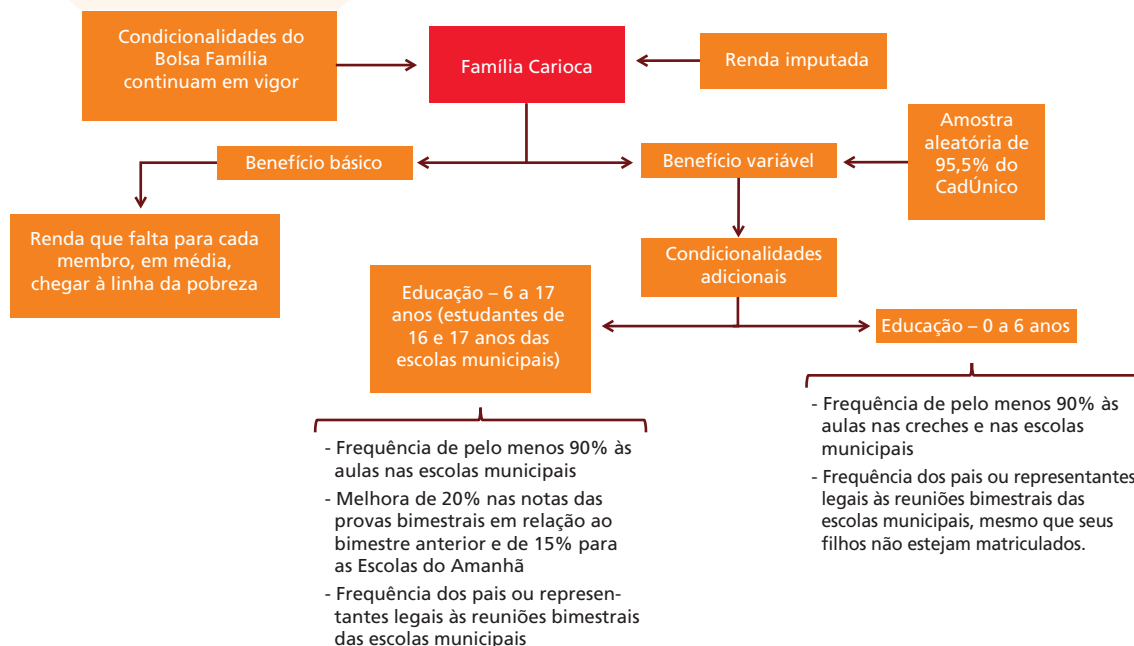 Condicionalidades do
Bolsa Família
continuam em vigor
Família Carioca
Renda imputada
Amostra
aleatória de
95,5% do
CadÚnico
Benefício básico
Benefício variável
Renda que falta para cada
membro, em média,
chegar à linha da pobreza
Condicionalidades
adicionais
Educação – 6 a 17
anos (estudantes de
16 e 17 anos das
escolas municipais)
Educação – 0 a 6 anos
- Frequência de pelo menos 90% às
aulas nas escolas municipais
- Melhora de 20% nas notas das
provas bimestrais em relação ao
bimestre anterior e de 15% para
as Escolas do Amanhã
- Frequência dos pais ou represen-
tantes legais às reuniões bimestrais
das escolas municipais
- Frequência de pelo menos 90% às
aulas nas creches e nas escolas
municipais
- Frequência dos pais ou representantes
legais às reuniões bimestrais das
escolas municipais, mesmo que seus
filhos não estejam matriculados.